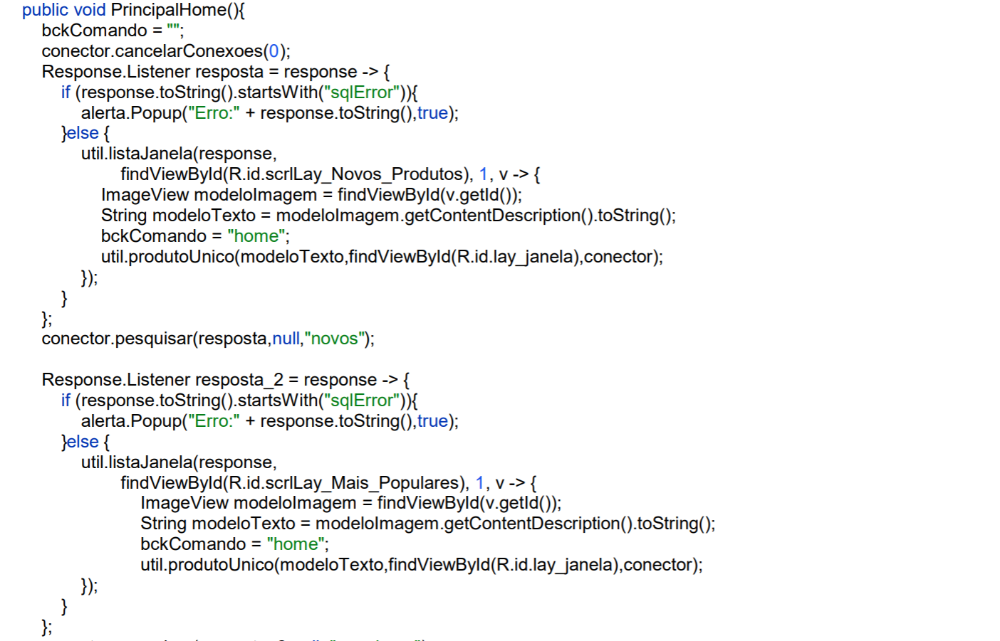 public void PrincipalHome(){
bckComando = "";
conector.cancelarConexoes(0);
Response.Listener resposta = response -> {
if (response.toString().startsWith("sqlError")){
alerta.Popup("Erro:" + response.toString(),true);
}else {
util.listaJanela(response,
findViewById(R.id.scrlLay_Novos_Produtos), 1, v -> {
ImageView modeloImagem = findViewById(v.getId());
String modeloTexto = modeloImagem.getContentDescription().toString();
bckComando = "home";
util.produtoUnico(modeloTexto,findViewById(R.id.lay_janela),conector);
});
}
};
conector.pesquisar(resposta,null,"novos");
Response.Listener resposta_2 = response -> {
if (response.toString().startsWith("sqlError")){
alerta.Popup("Erro:" + response.toString(),true);
}else {
util.listaJanela(response,
findViewById(R.id.scrlLay_Mais_Populares), 1, v -> {
ImageView modeloImagem = findViewById(v.getId());
String modeloTexto = modeloImagem.getContentDescription().toString();
bckComando = "home";
util.produtoUnico(modeloTexto,findViewById(R.id.lay_janela),conector);
});
}
};